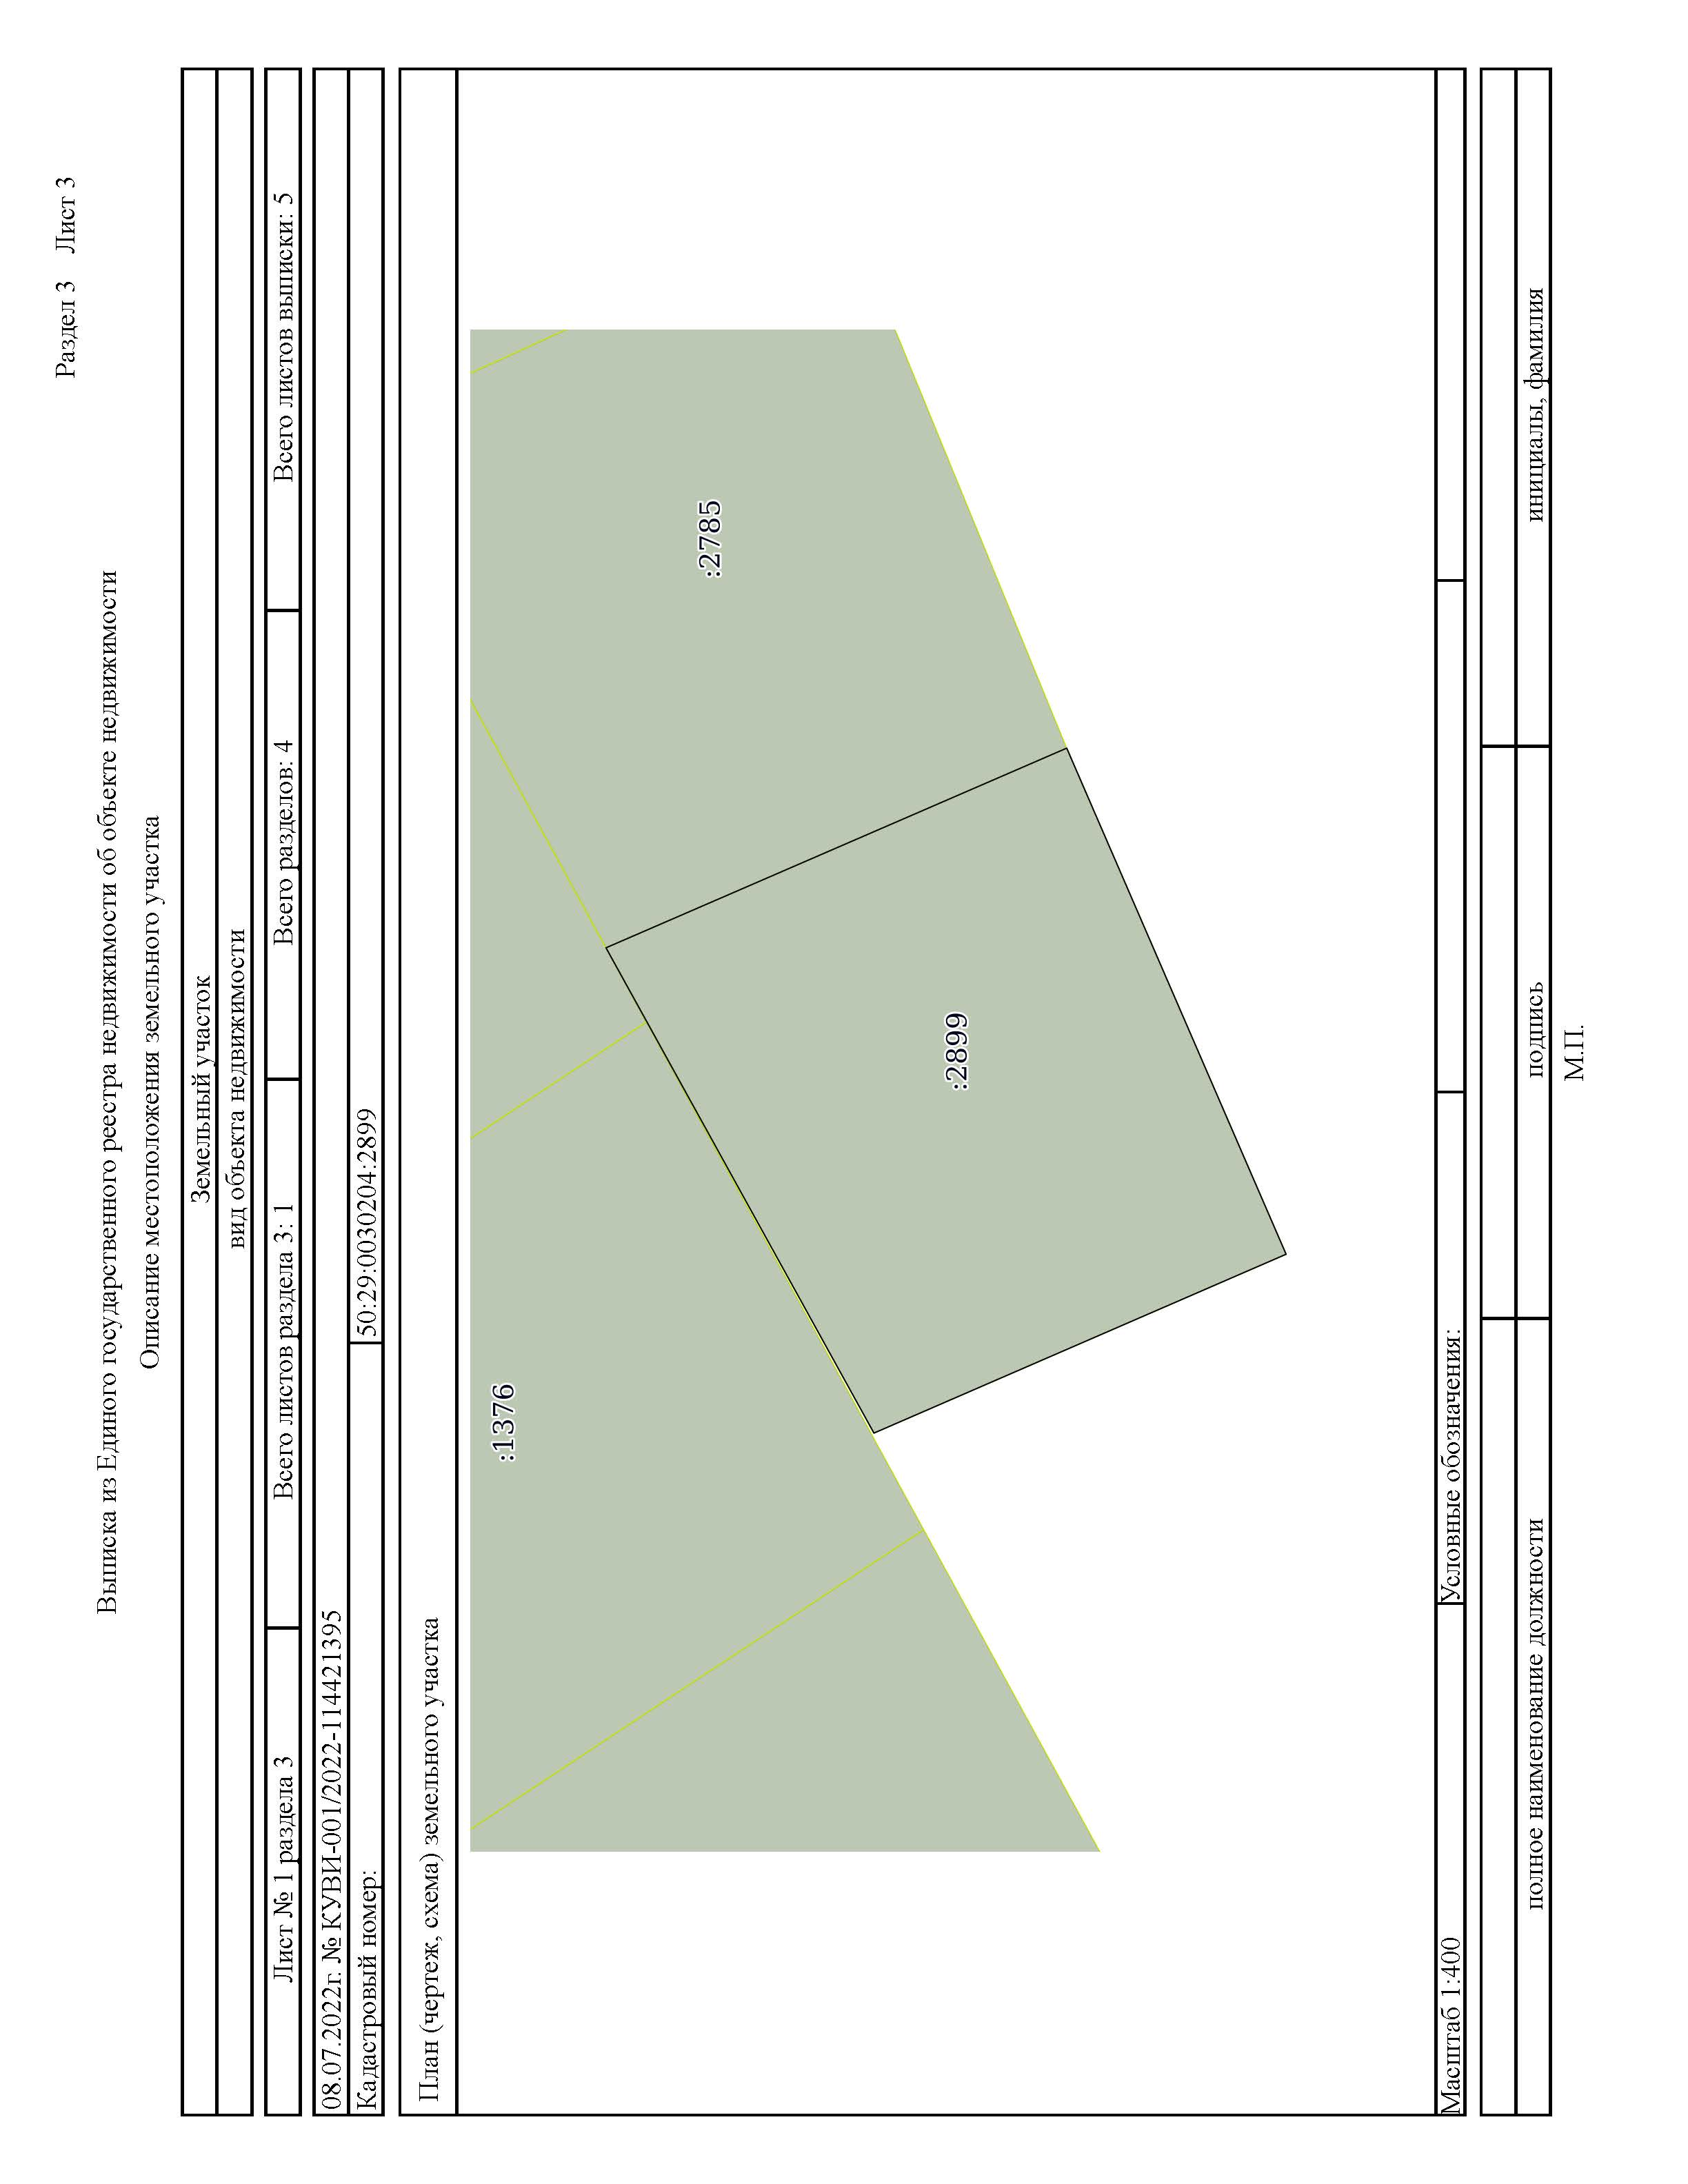 Раздел 3 Лист 3
Выписка из Единого государственного реестра недвижимости об объекте недвижимости
Описание местоположения земельного участка
Земельный участок
вид объекта недвижимости
Лист № 1 раздела 3 Всего листов раздела 3: 1 Всего разделов: 4 Всего листов выписки: 5
08.07.2022г. № КУВИ-001/2022-114421395
Кадастровый номер: 50:29:0030204:2899
План (чертеж, схема) земельного участка
:1376
:2785
:2899
Масштаб 1:400 Условные обозначения:
полное наименование должности подпись инициалы, фамилия
М.П.